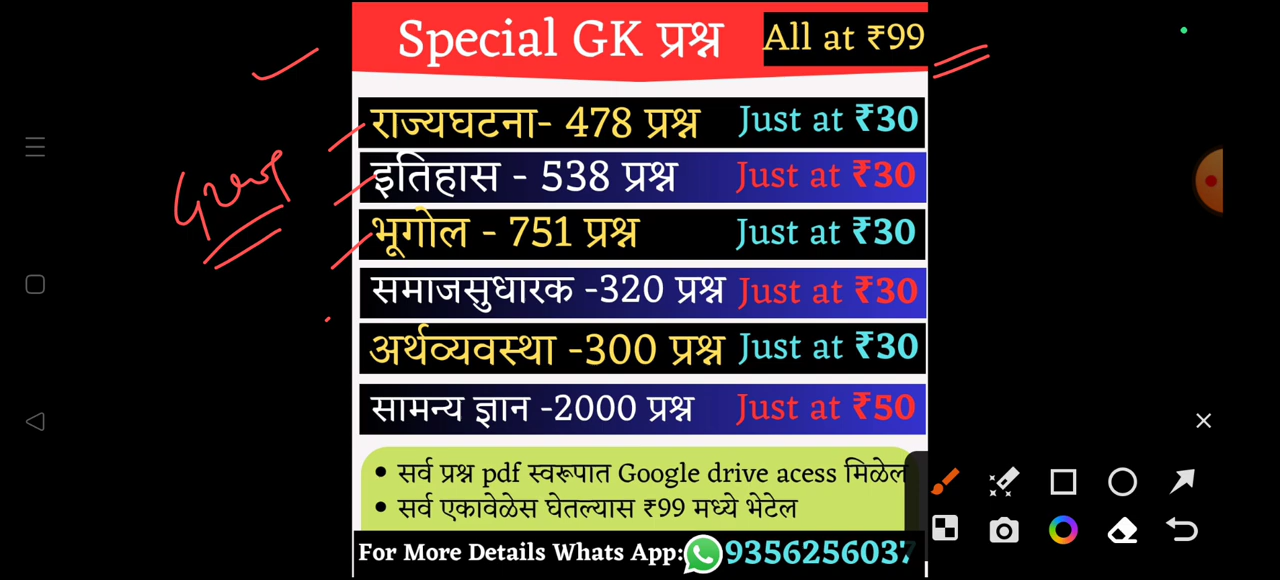 Special GK प्रश्न All at ₹99
राज्यघटना- 478 प्रश्न Just at ₹30
इतिहास - 538 प्रश्न Just at ₹30
भूगोल - 751 प्रश्न Just at ₹30
समाजसुधारक -320 प्रश्न Just at ₹30
अर्थव्यवस्था -300 प्रश्न Just at ₹30
सामन्य ज्ञान -2000 प्रश्न Just at ₹50
• सर्व प्रश्न pdf स्वरूपात Google drive acess मिळेल
• सर्व एकावेळेस घेतल्यास ₹99 मध्ये भेटेल
For More Details Whats App: 9356256037